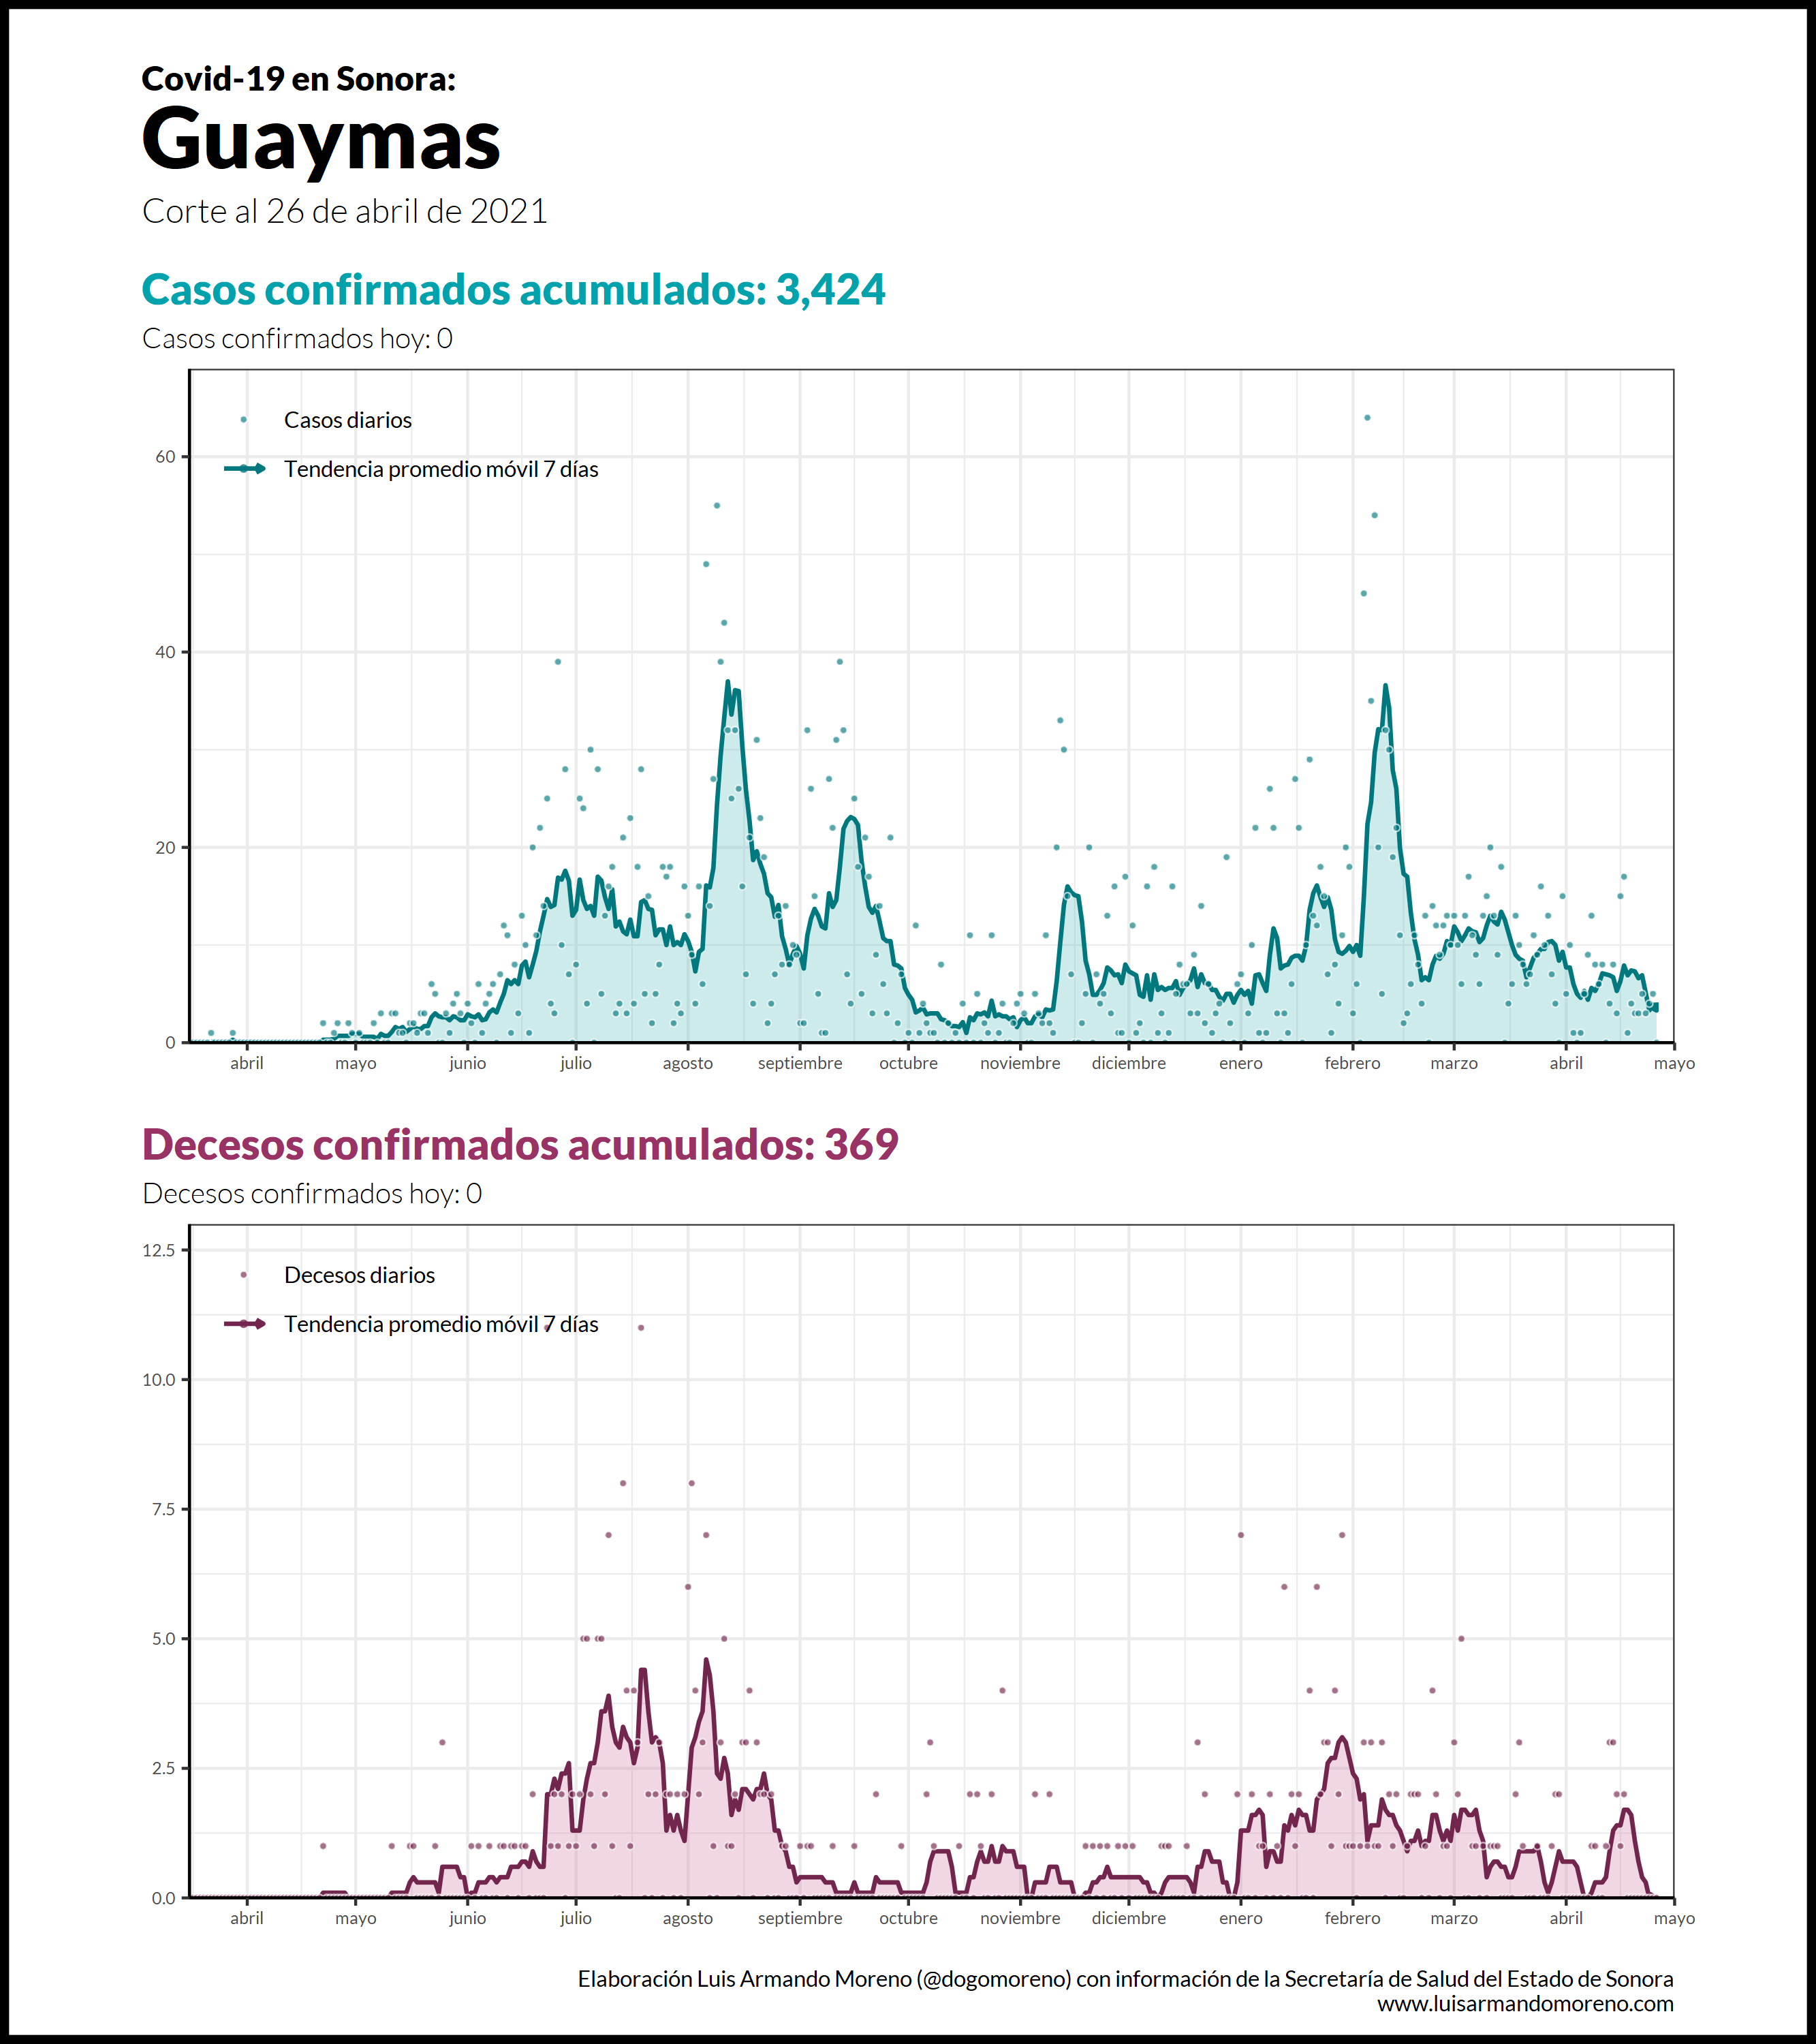 Covid-19 en Sonora:
Guaymas
Corte al 26 de abril de 2021
Casos confirmados acumulados: 3,424
Casos confirmados hoy: 0
Casos diarios
Tendencia promedio móvil 7 días
60
40
20
0
abril mayo junio julio agosto septiembre octubre noviembre diciembre enero febrero marzo abril mayo
Decesos confirmados acumulados: 369
Decesos confirmados hoy: 0
12.5
Decesos diarios
Tendencia promedio móvil 7 días
10.0
7.5
5.0
2.5
0.0
abril mayo junio julio agosto septiembre octubre noviembre diciembre enero febrero marzo abril mayo
Elaboración Luis Armando Moreno (@dogomoreno) con información de la Secretaría de Salud del Estado de Sonora
www.luisarmandomoreno.com